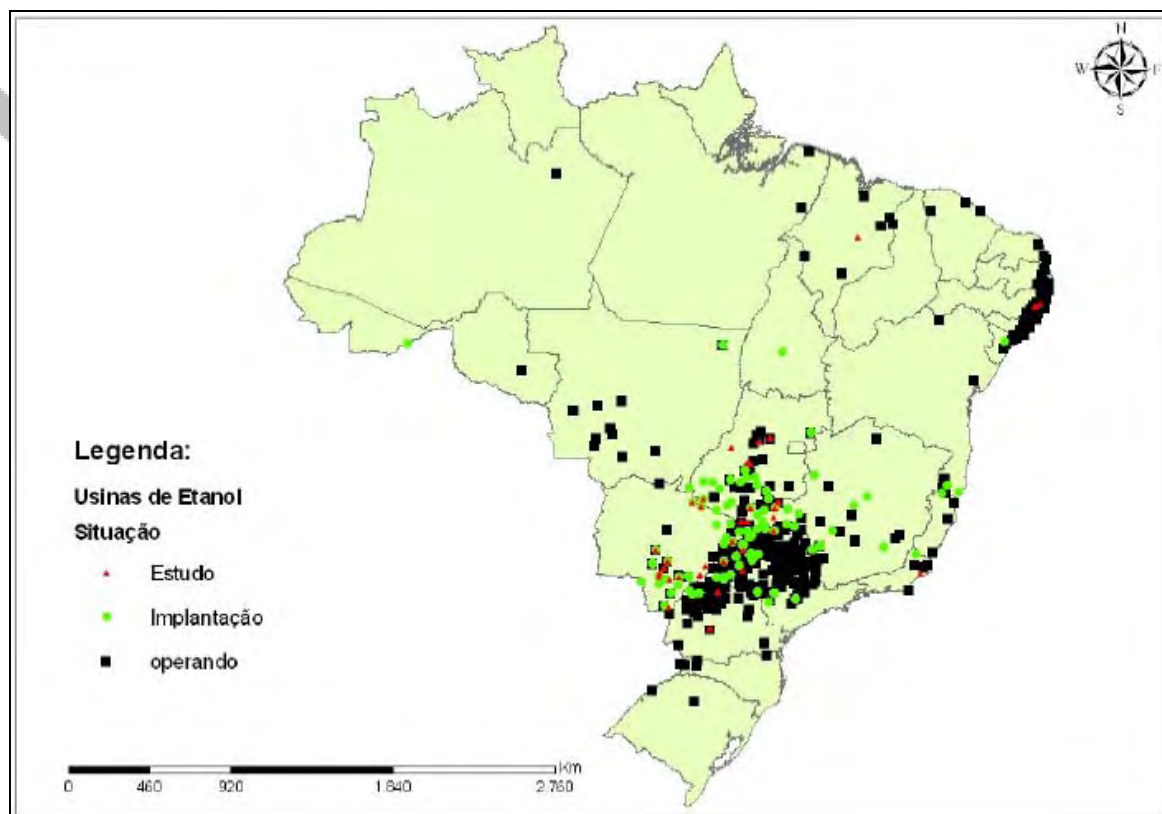 N
W E
S
Legenda:
Usinas de Etanol
Situação
Estudo
Implantação
operando
Km
0 460 920 1.840 2.760